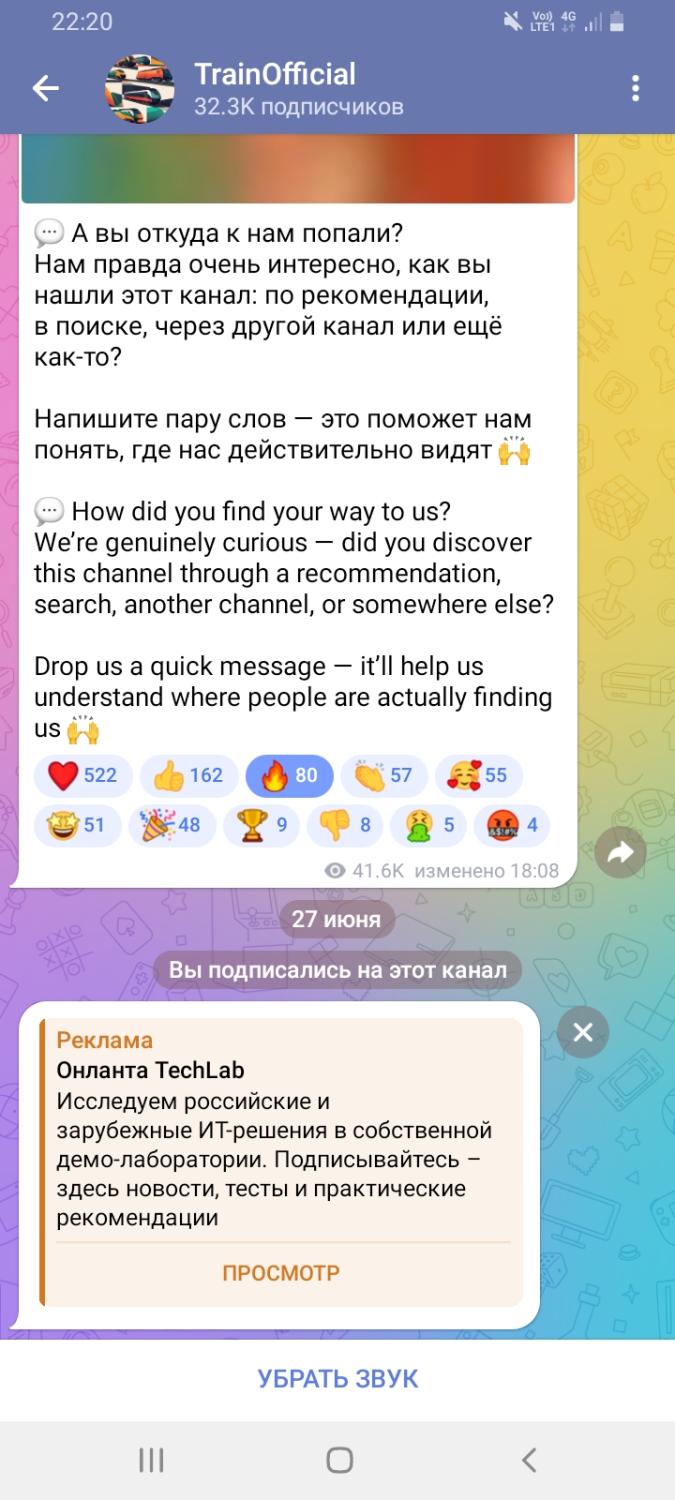 22:20
Vo)) 4G
LTE1
TrainOfficial
32.3K подписчиков
💬 А вы откуда к нам попали?
Нам правда очень интересно, как вы
нашли этот канал: по рекомендации,
в поиске, через другой канал или ещё
как-то?
Напишите пару слов — это поможет нам
понять, где нас действительно видят 🙌
💬 How did you find your way to us?
We’re genuinely curious — did you discover
this channel through a recommendation,
search, another channel, or somewhere else?
Drop us a quick message — it’ll help us
understand where people are actually finding
us 🙌
❤️ 522 👍 162 🔥 80 👏 57 🥰 55
🤩 51 🎉 48 🏆 9 👎 8 🤮 5 🤬 4
41.6K изменено 18:08
27 июня
Вы подписались на этот канал
Реклама
Онланта TechLab
Исследуем российские и
зарубежные ИТ-решения в собственной
демо-лаборатории. Подписывайтесь –
здесь новости, тесты и практические
рекомендации
ПРОСМОТР
УБРАТЬ ЗВУК